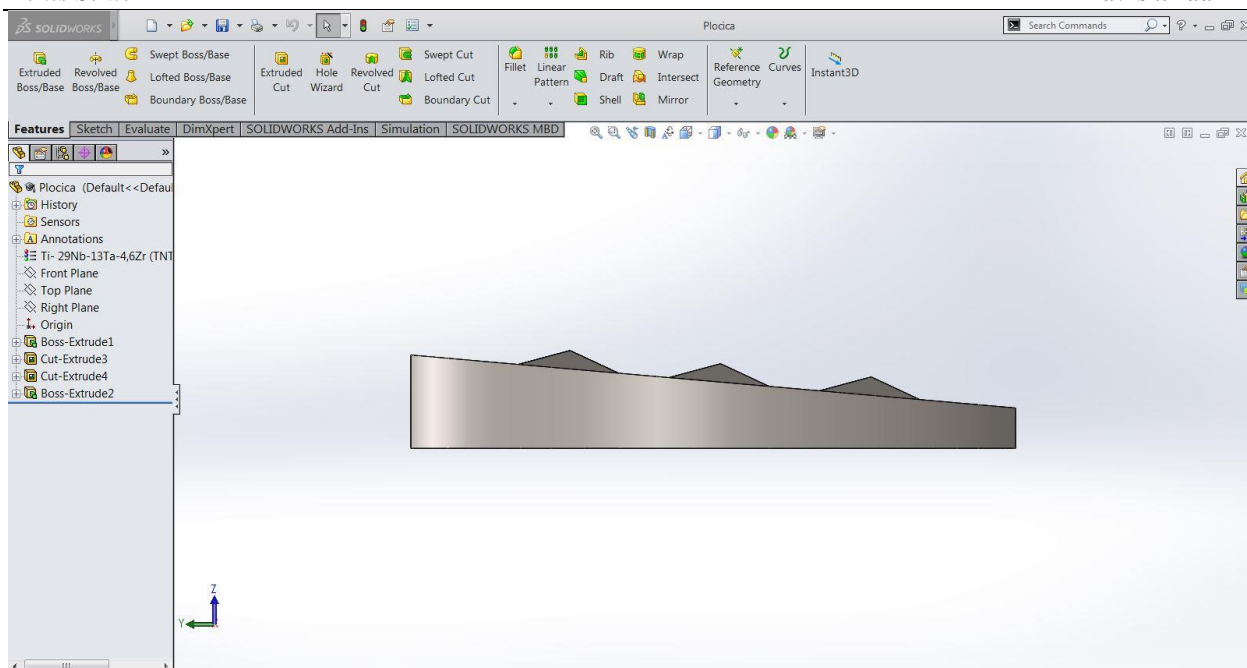 SOLIDWORKS
Plocica
Search Commands
Extruded Boss/Base
Revolved Boss/Base
Swept Boss/Base
Lofted Boss/Base
Boundary Boss/Base
Extruded Cut
Hole Wizard
Revolved Cut
Swept Cut
Lofted Cut
Boundary Cut
Fillet
Linear Pattern
Rib
Draft
Shell
Wrap
Intersect
Mirror
Reference Geometry
Curves
Instant3D
Features
Sketch
Evaluate
DimXpert
SOLIDWORKS Add-Ins
Simulation
SOLIDWORKS MBD
Plocica (Default<<Defaul
History
Sensors
Annotations
Ti- 29Nb-13Ta-4,6Zr (TNT
Front Plane
Top Plane
Right Plane
Origin
Boss-Extrude1
Cut-Extrude3
Cut-Extrude4
Boss-Extrude2
Z
Y